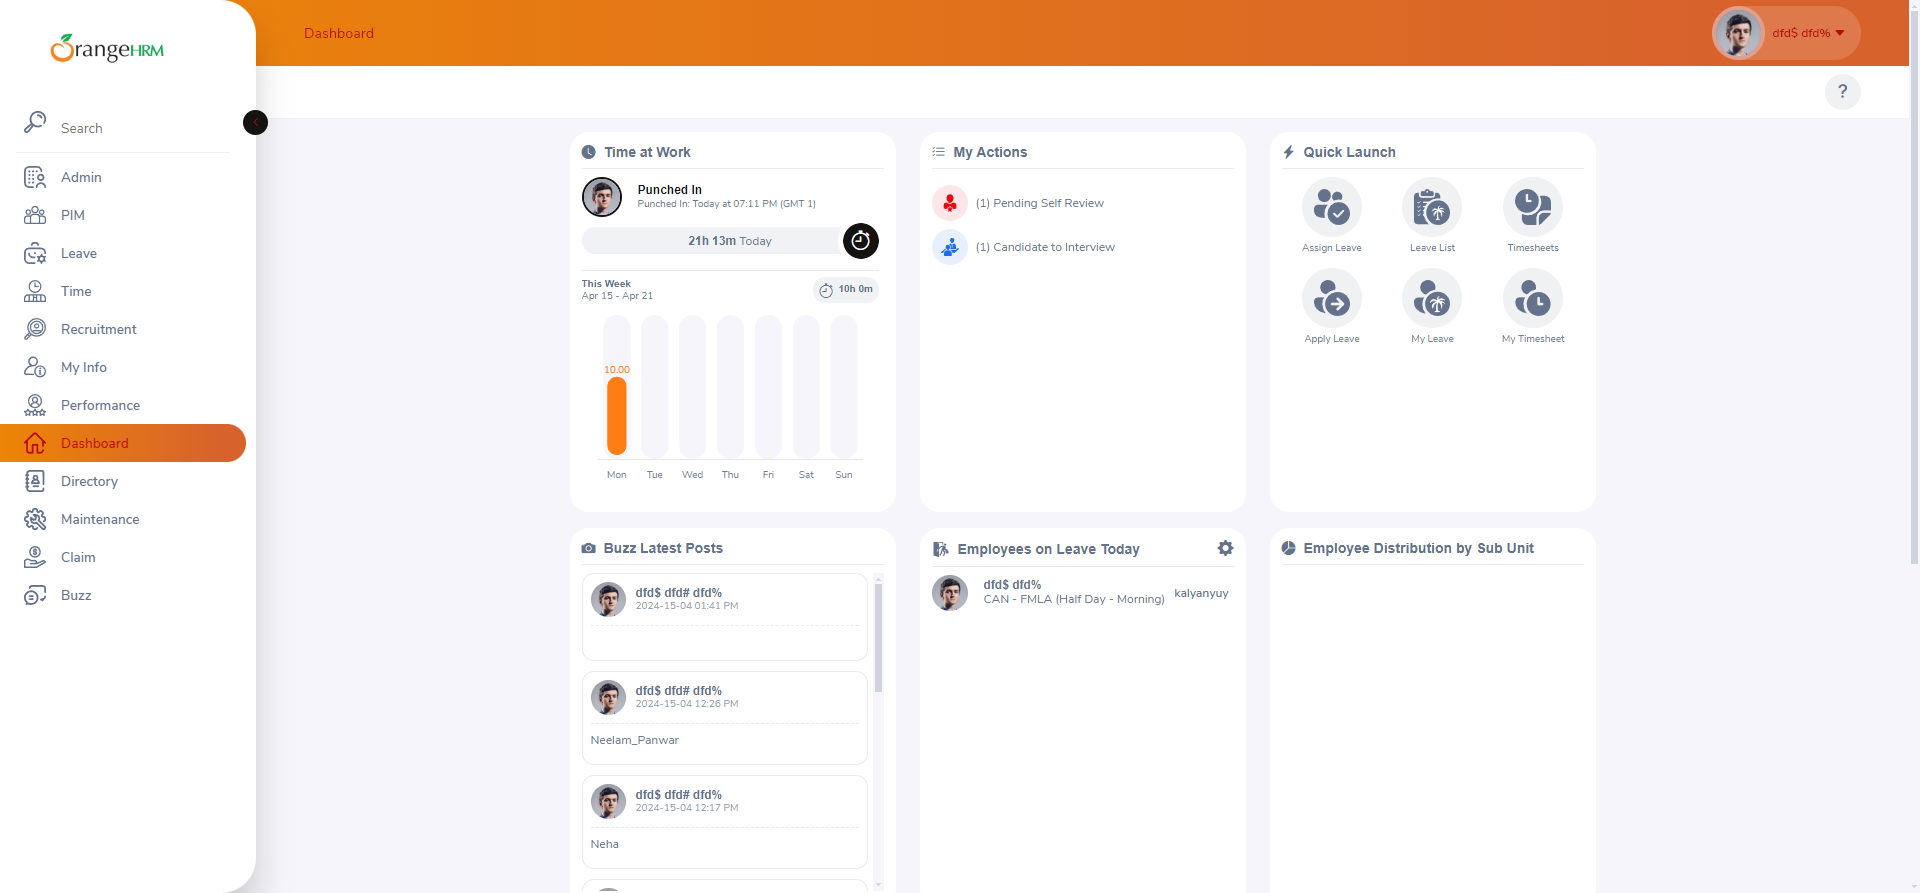 OrangeHRM
Dashboard
dfd$ dfd%
?
Search
Admin
PIM
Leave
Time
Recruitment
My Info
Performance
Dashboard
Directory
Maintenance
Claim
Buzz
Time at Work
Punched In
Punched In: Today at 07:11 PM (GMT 1)
21h 13m Today
This Week
Apr 15 - Apr 21
10h 0m
10.00
Mon Tue Wed Thu Fri Sat Sun
My Actions
(1) Pending Self Review
(1) Candidate to Interview
Quick Launch
Assign Leave Leave List Timesheets
Apply Leave My Leave My Timesheet
Buzz Latest Posts
dfd$ dfd# dfd%
2024-15-04 01:41 PM
dfd$ dfd# dfd%
2024-15-04 12:26 PM
Neelam_Panwar
dfd$ dfd# dfd%
2024-15-04 12:17 PM
Neha
Employees on Leave Today
dfd$ dfd%
CAN - FMLA (Half Day - Morning) kalyanyuy
Employee Distribution by Sub Unit